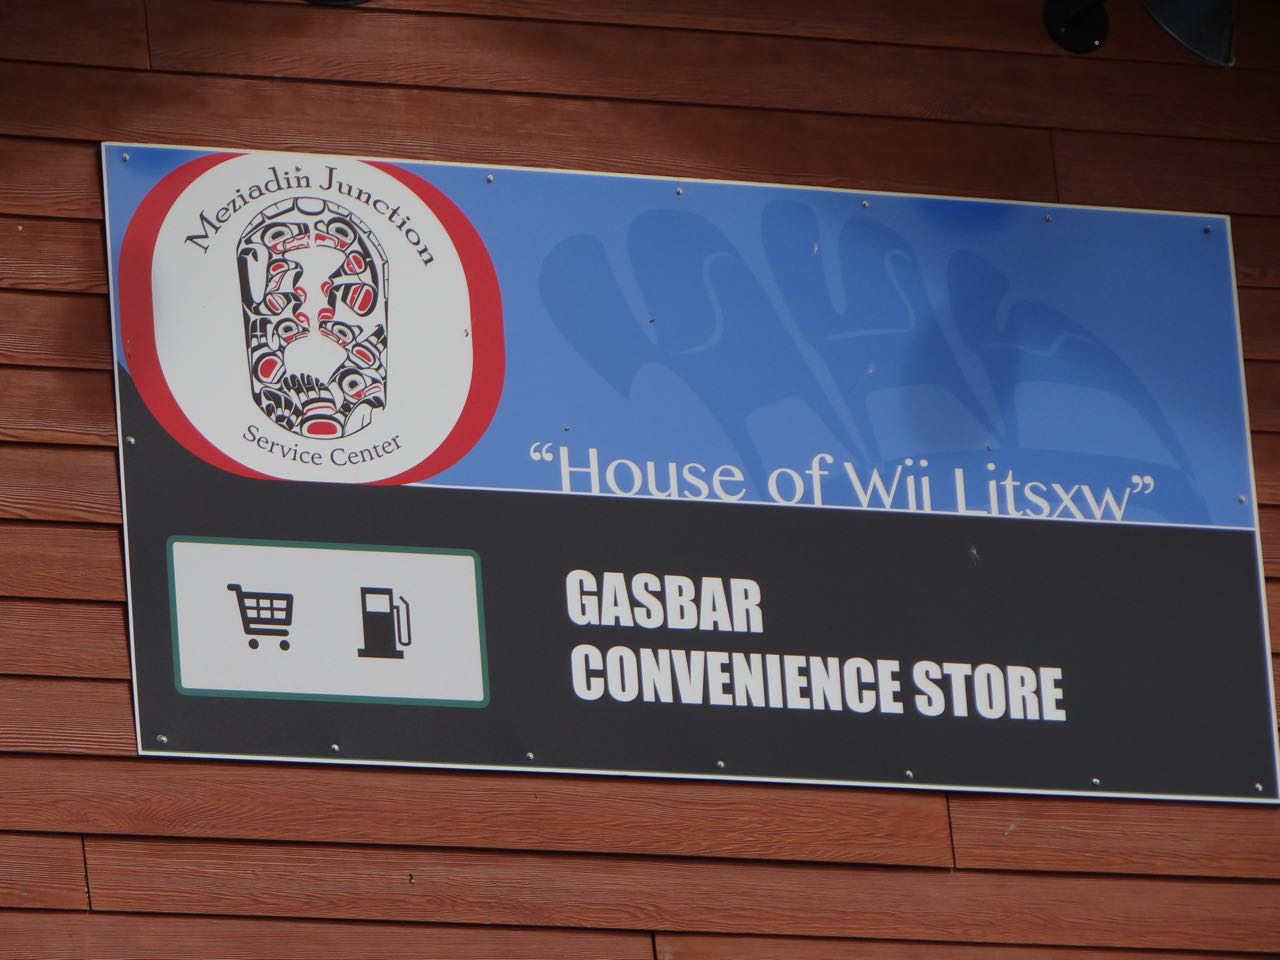 Meziadin Junction
Service Center
“House of Wii Litsxw”
GASBAR
CONVENIENCE STORE